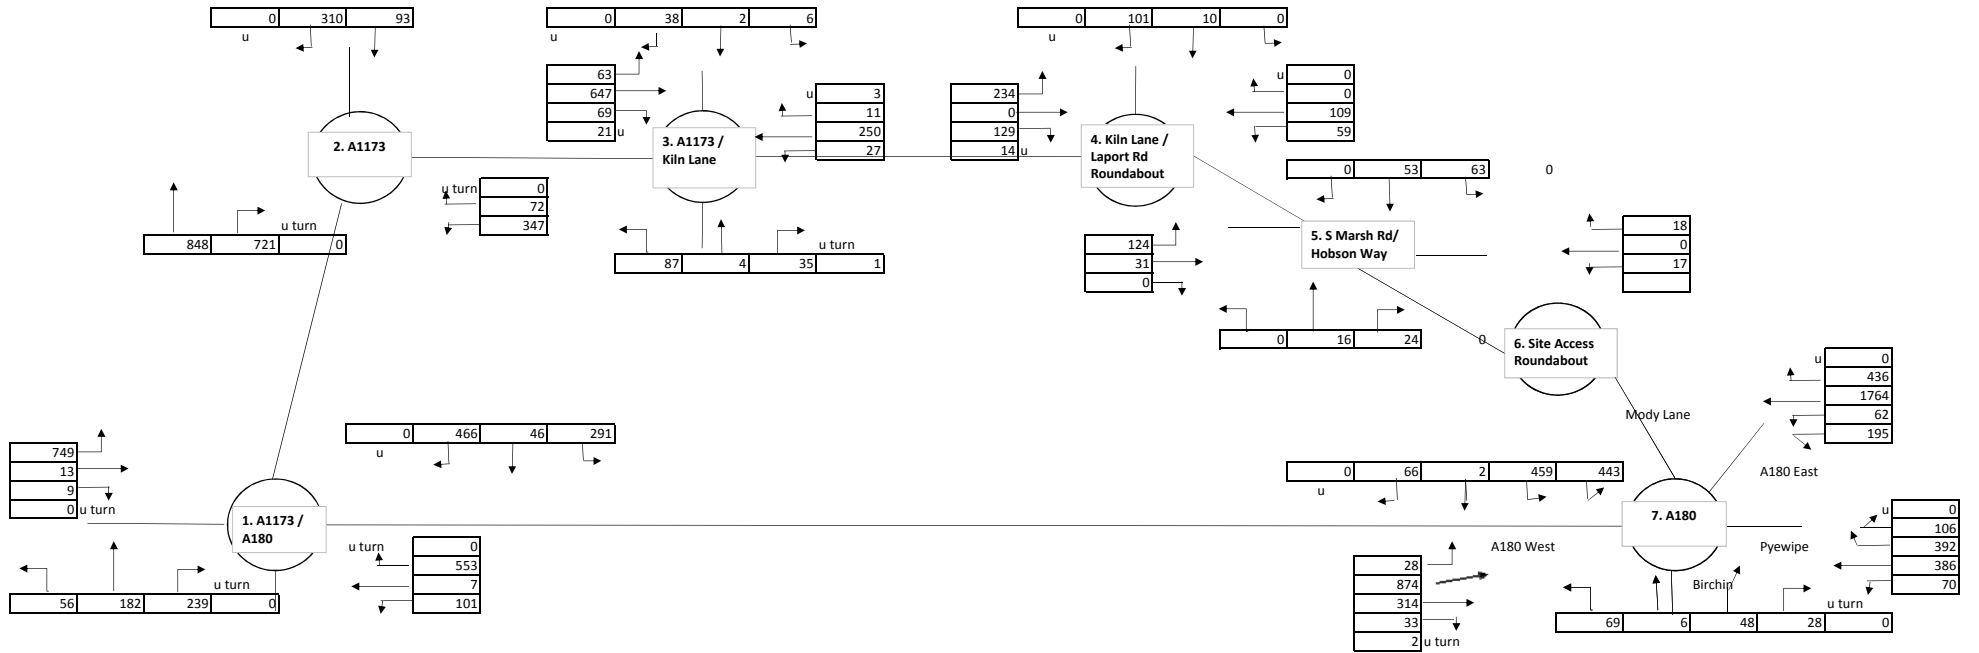 0 310 93
u
0 38 2 6
u
0 101 10 0
u
63
647
69
21 u
u 3
11
250
27
234
0
129
14 u
u 0
0
109
59
2. A1173
3. A1173 /
Kiln Lane
4. Kiln Lane /
Laport Rd
Roundabout
0 53 63 0
u turn 0
72
347
u turn
848 721 0
u turn
87 4 35 1
124
31
0
5. S Marsh Rd/
Hobson Way
18
0
17
0 16 24 0
6. Site Access
Roundabout
u 0
436
1764
62
195
Mody Lane
A180 East
0 466 46 291
u
749
13
9
0 u turn
0 66 2 459 443
u
1. A1173 /
A180
7. A180
u 0
106
392
386
70
u turn 0
553
7
101
A180 West
Pyewipe
28
874
314
33
2 u turn
Birchin
u turn
56 182 239 0
u turn
69 6 48 28 0